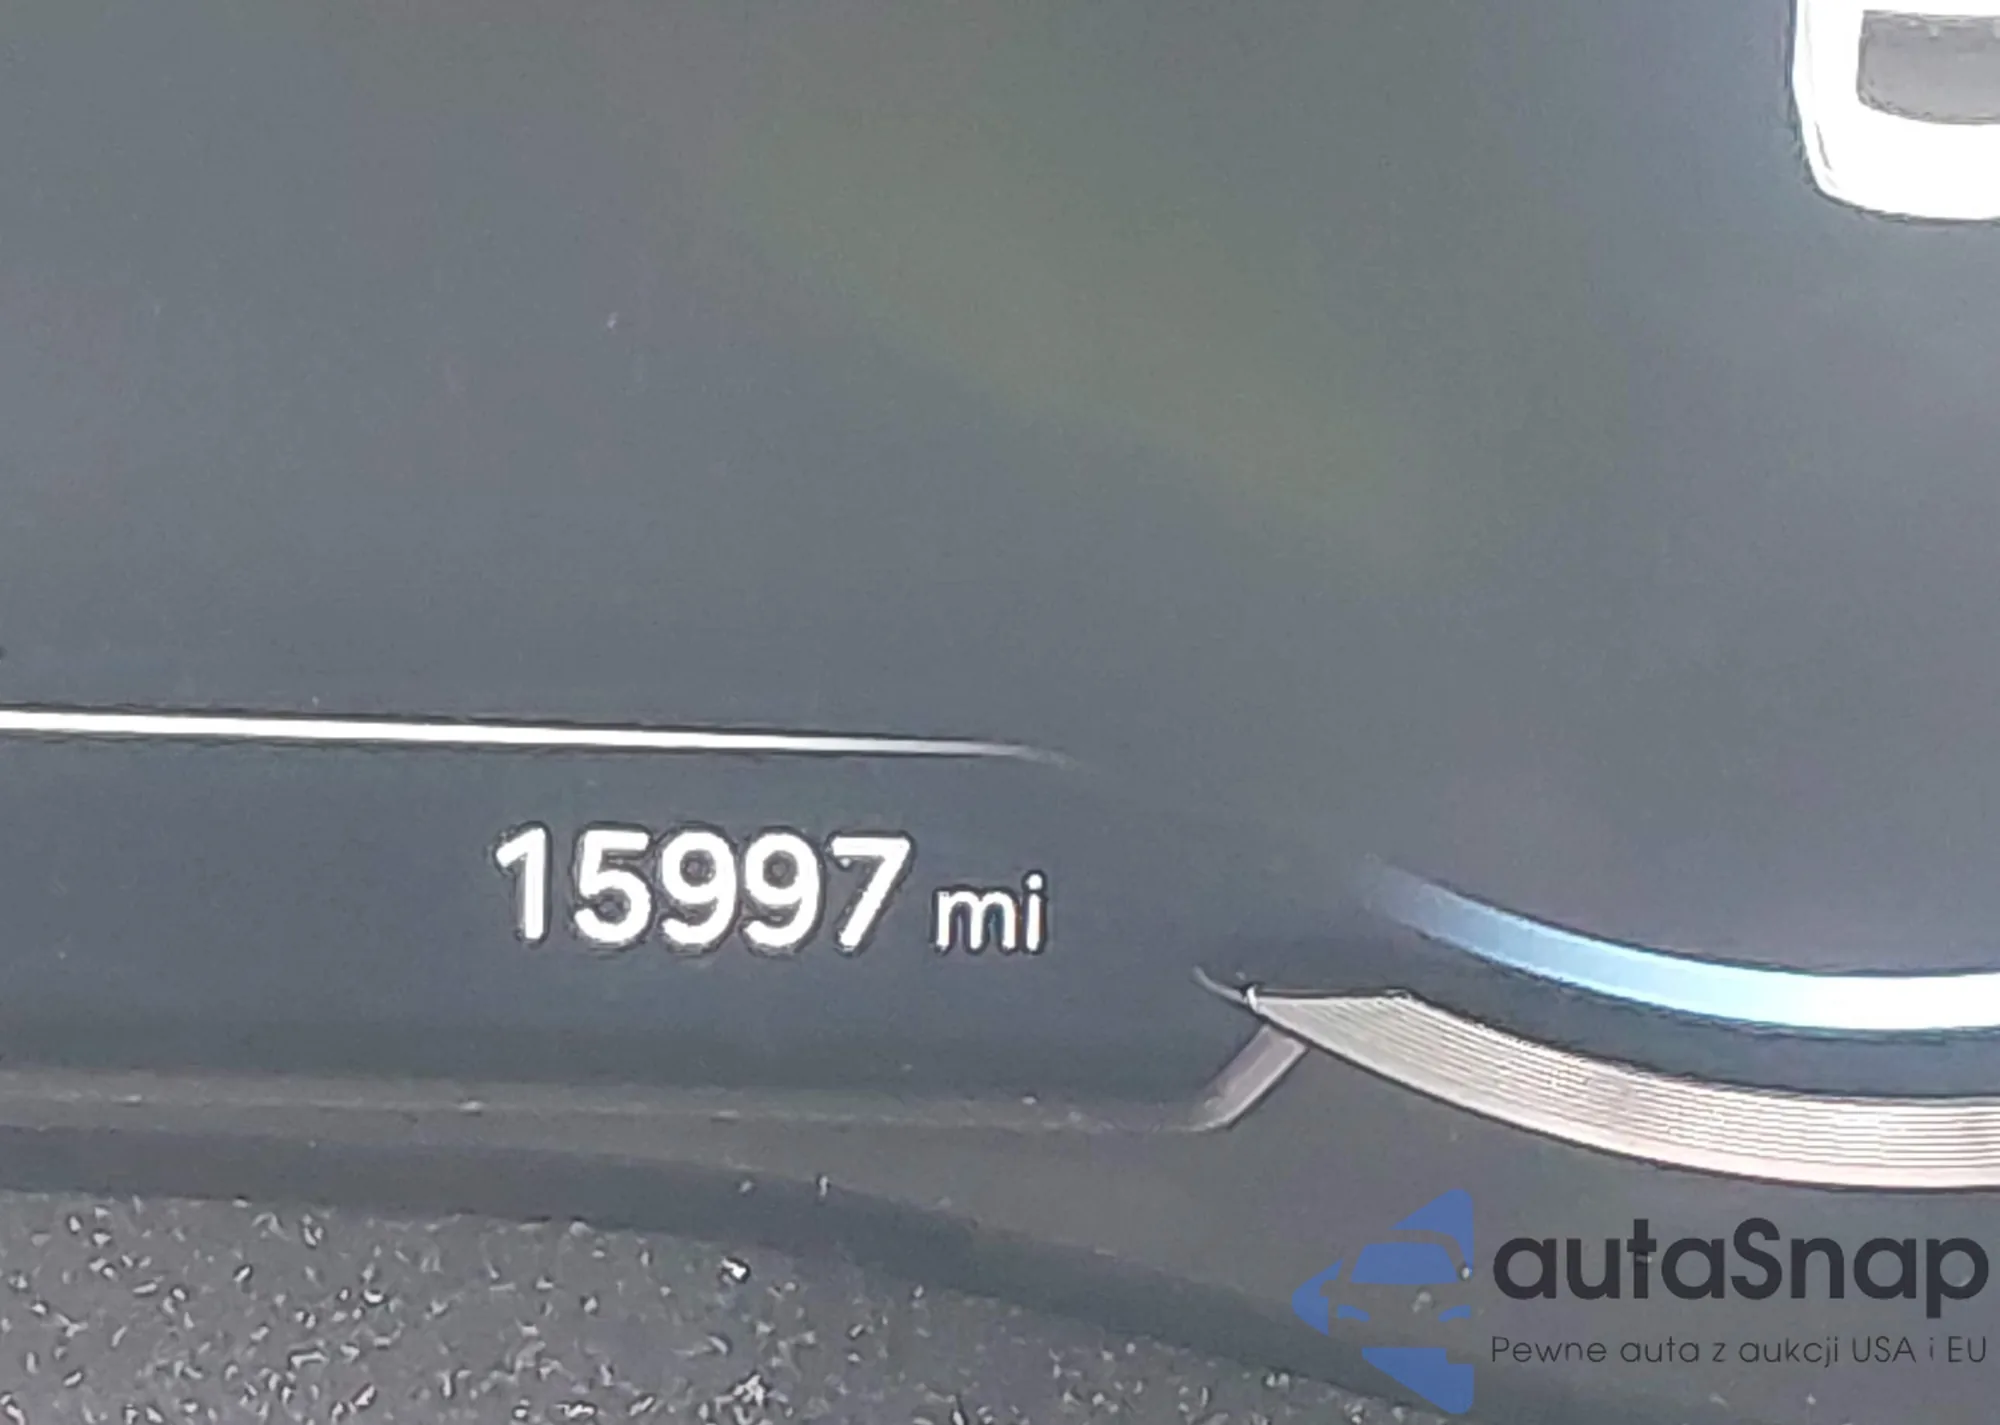 15997 mi
autaSnap
Pewne auta z aukcji USA i EU